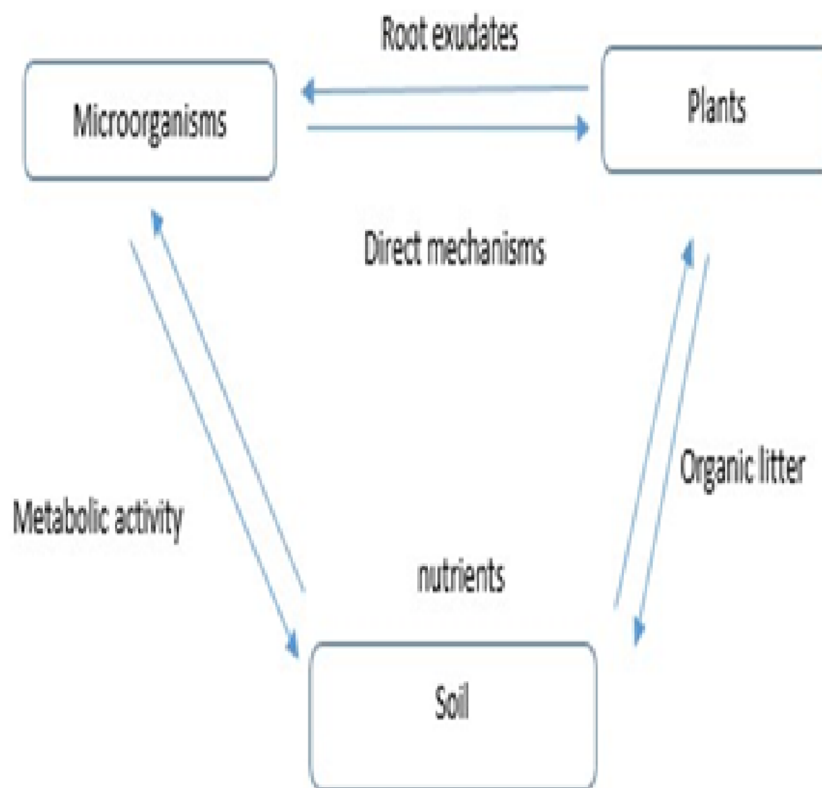 Root exudates
Microorganisms
Plants
Direct mechanisms
Organic litter
Metabolic activity
nutrients
Soil